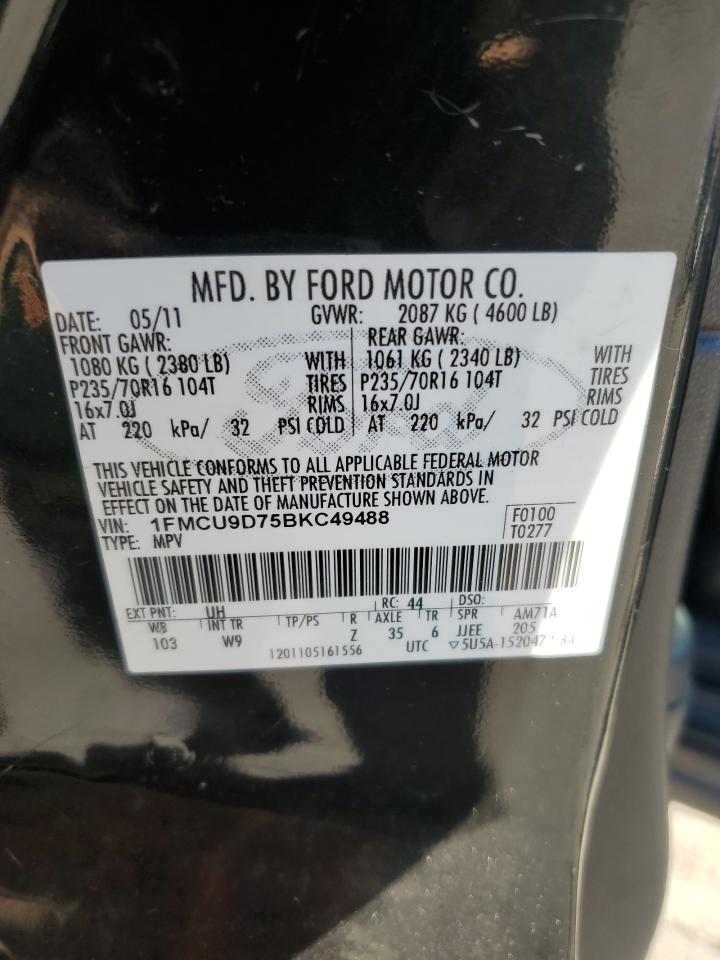 MFD. BY FORD MOTOR CO.
DATE: 05/11 GVWR: 2087 KG ( 4600 LB)
FRONT GAWR: REAR GAWR:
1080 KG ( 2380 LB) WITH 1061 KG ( 2340 LB) WITH
P235/70R16 104T TIRES P235/70R16 104T TIRES
16x7.0J RIMS 16x7.0J RIMS
AT 220 kPa/ 32 PSI COLD AT 220 kPa/ 32 PSI COLD
THIS VEHICLE CONFORMS TO ALL APPLICABLE FEDERAL MOTOR
VEHICLE SAFETY AND THEFT PREVENTION STANDARDS IN
EFFECT ON THE DATE OF MANUFACTURE SHOWN ABOVE.
VIN: 1FMCU9D75BKC49488 F0100
TYPE: MPV T0277
EXT PNT: UH RC: 44 DSO:
WB INT TR TP/PS R AXLE TR SPR AM71A
103 W9 Z 35 6 JJEE 205
1201105161556 UTC